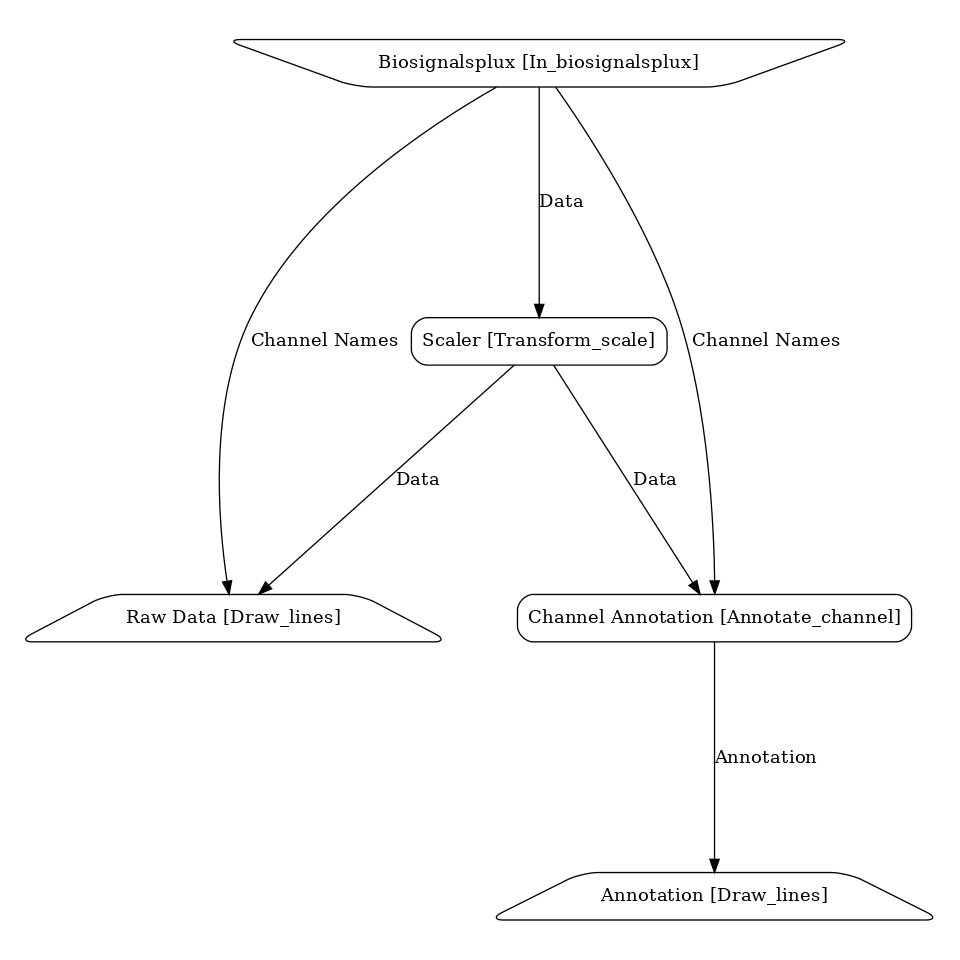 Biosignalsplux [In_biosignalsplux]
Data
Channel Names
Scaler [Transform_scale]
Channel Names
Data
Data
Raw Data [Draw_lines]
Channel Annotation [Annotate_channel]
Annotation
Annotation [Draw_lines]